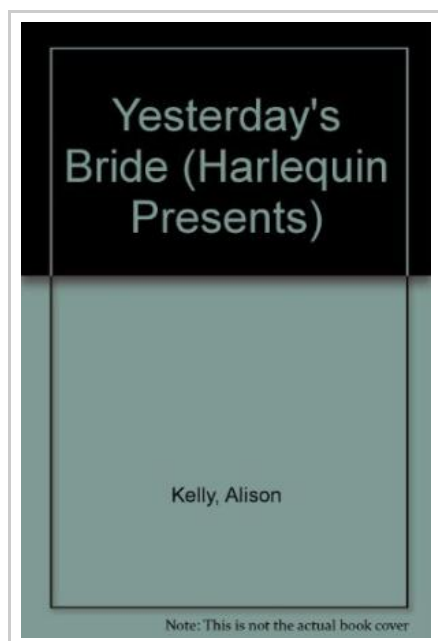 Yesterday's
Bride (Harlequin
Presents)
Kelly, Alison
Note: This is not the actual book cover